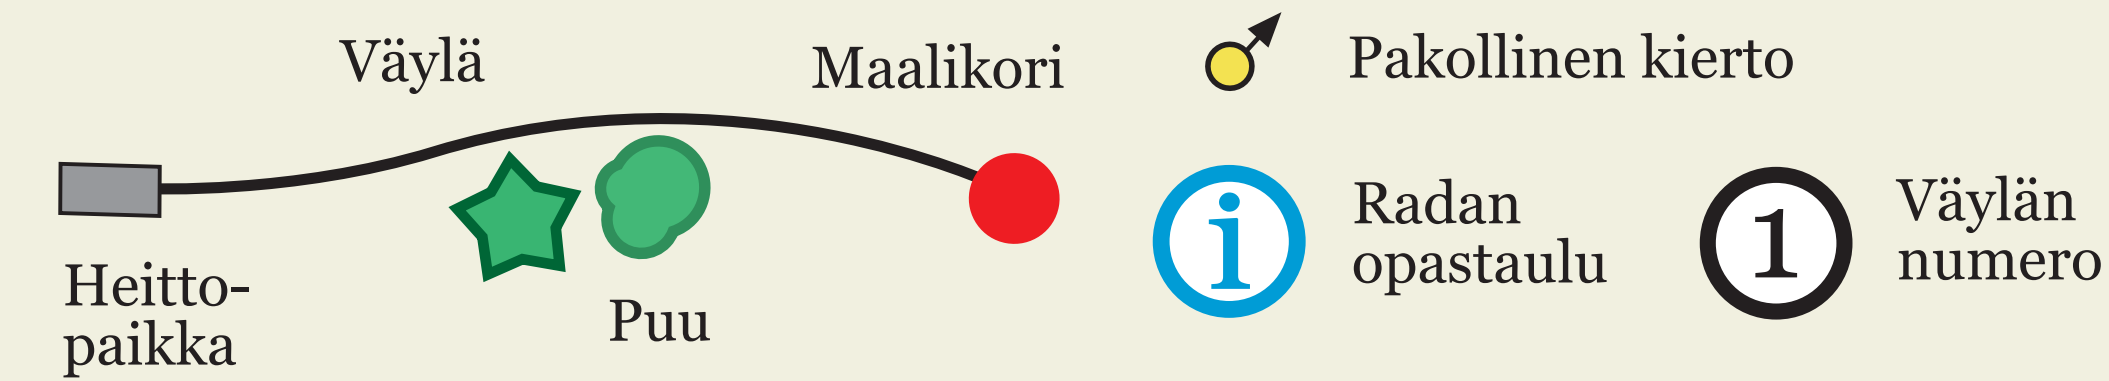 Väylä
Maalikori
Pakollinen kierto
Heitto-
paikka
Puu
i
Radan
opastaulu
1
Väylän
numero